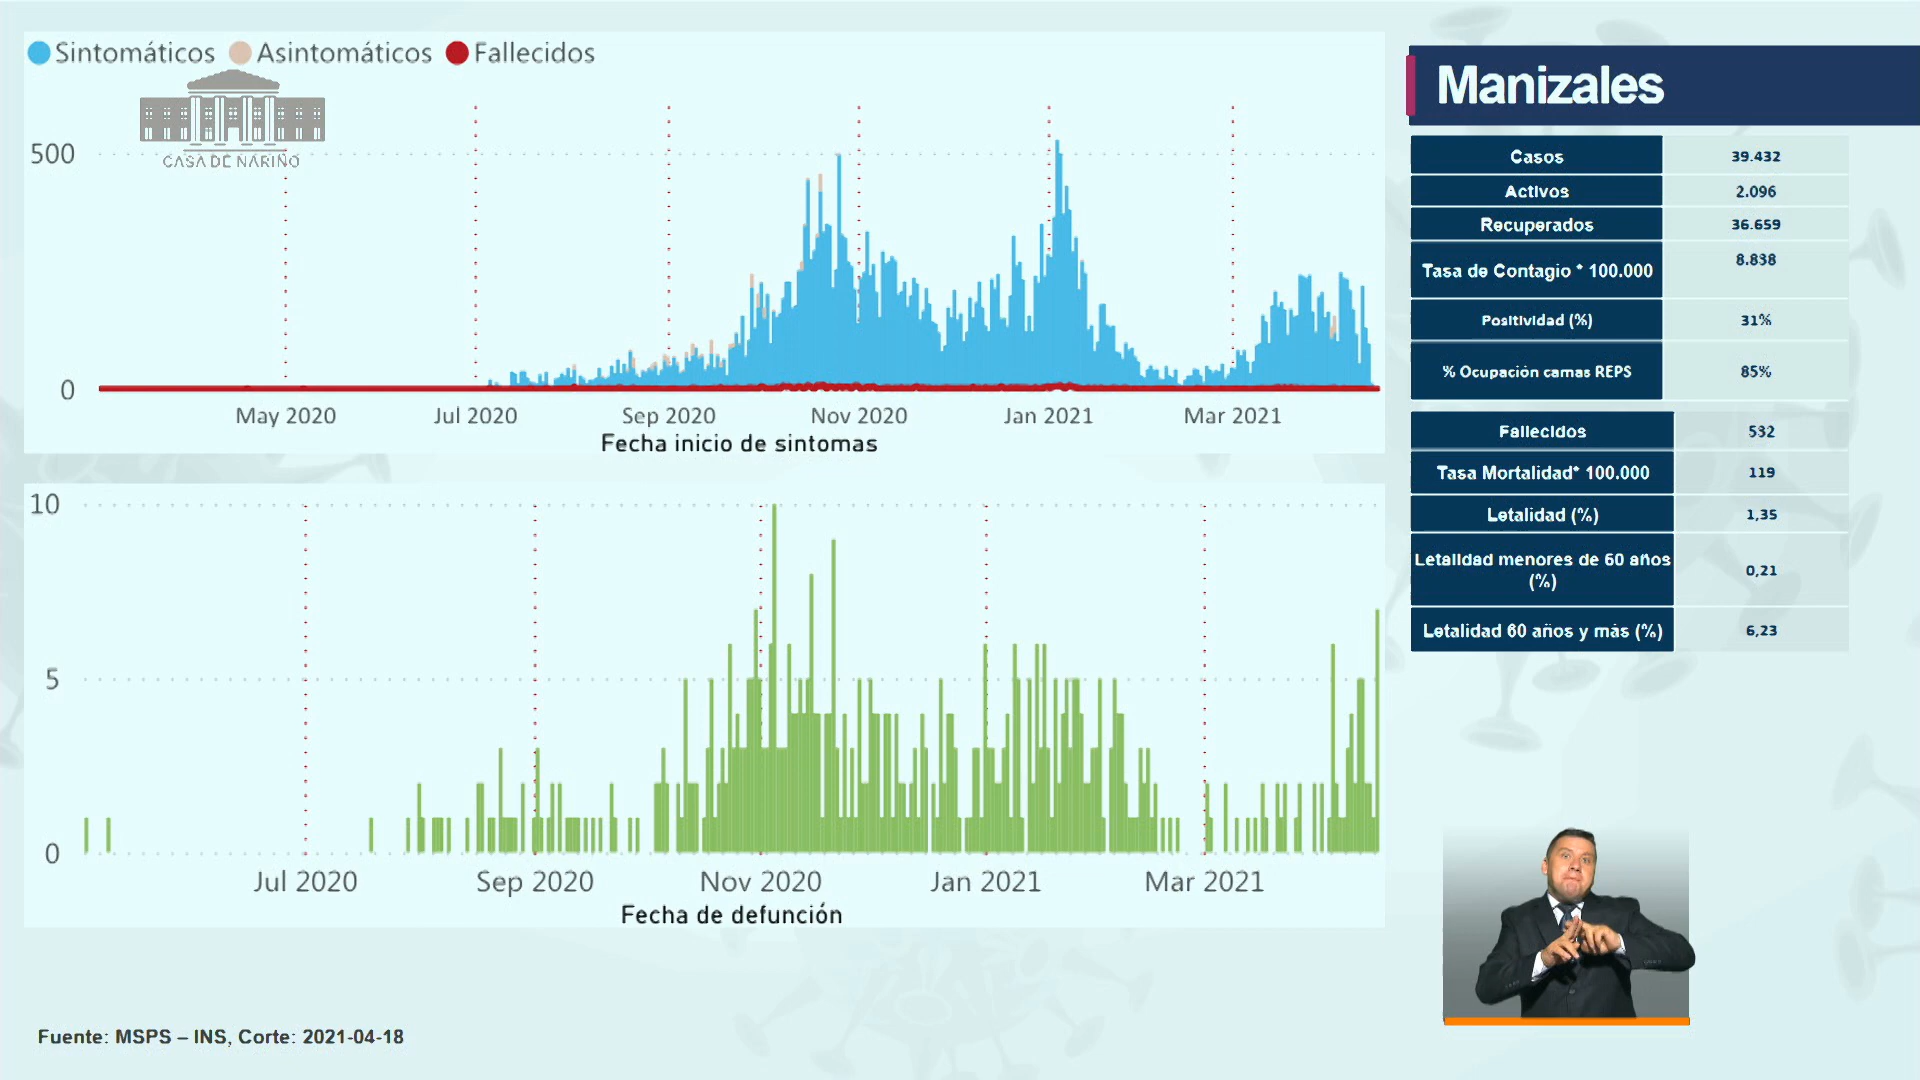 Sintomáticos Asintomáticos Fallecidos
CASA DE NARIÑO
500
0
May 2020 Jul 2020 Sep 2020 Nov 2020 Jan 2021 Mar 2021
Fecha inicio de sintomas
10
5
0
Jul 2020 Sep 2020 Nov 2020 Jan 2021 Mar 2021
Fecha de defunción
Fuente: MSPS – INS, Corte: 2021-04-18
Manizales
Casos 39.432
Activos 2.096
Recuperados 36.659
Tasa de Contagio * 100.000 8.838
Positividad (%) 31%
% Ocupación camas REPS 85%
Fallecidos 532
Tasa Mortalidad* 100.000 119
Letalidad (%) 1,35
Letalidad menores de 60 años
(%) 0,21
Letalidad 60 años y más (%) 6,23